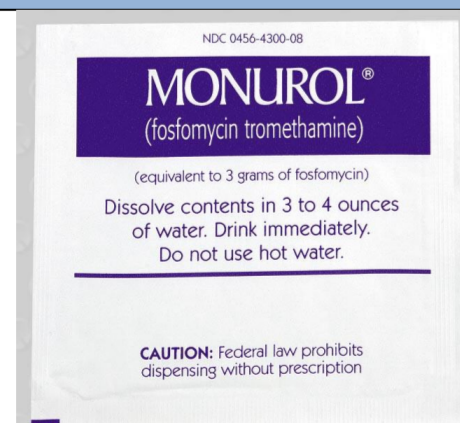 NDC 0456-4300-08
MONUROL®
(fosfomycin tromethamine)
(equivalent to 3 grams of fosfomycin)
Dissolve contents in 3 to 4 ounces
of water. Drink immediately.
Do not use hot water.
CAUTION: Federal law prohibits
dispensing without prescription